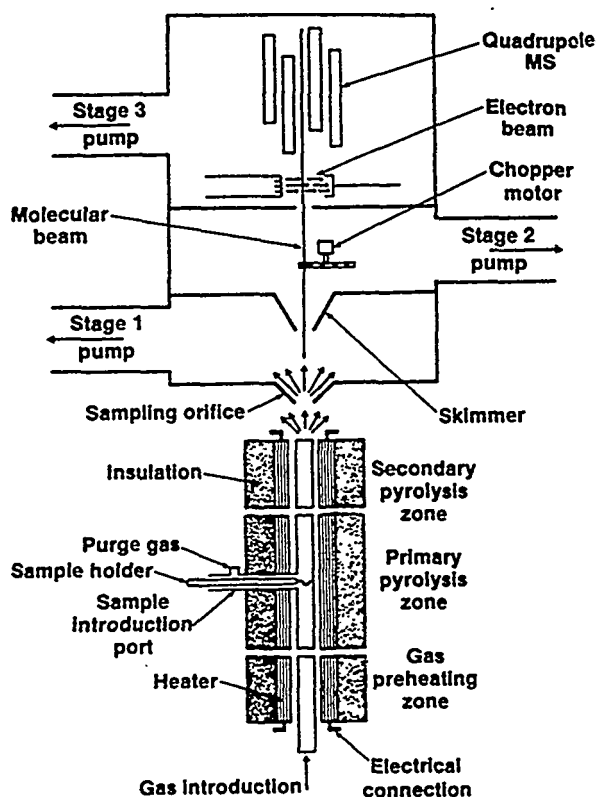 Quadrupole
MS
Stage 3
pump
Electron
beam
Chopper
motor
Molecular
beam
Stage 2
pump
Stage 1
pump
Sampling orifice
Skimmer
Insulation
Secondary
pyrolysis
zone
Purge gas
Sample holder
Sample
introduction
port
Primary
pyrolysis
zone
Gas
preheating
zone
Heater
Gas introduction
Electrical
connection